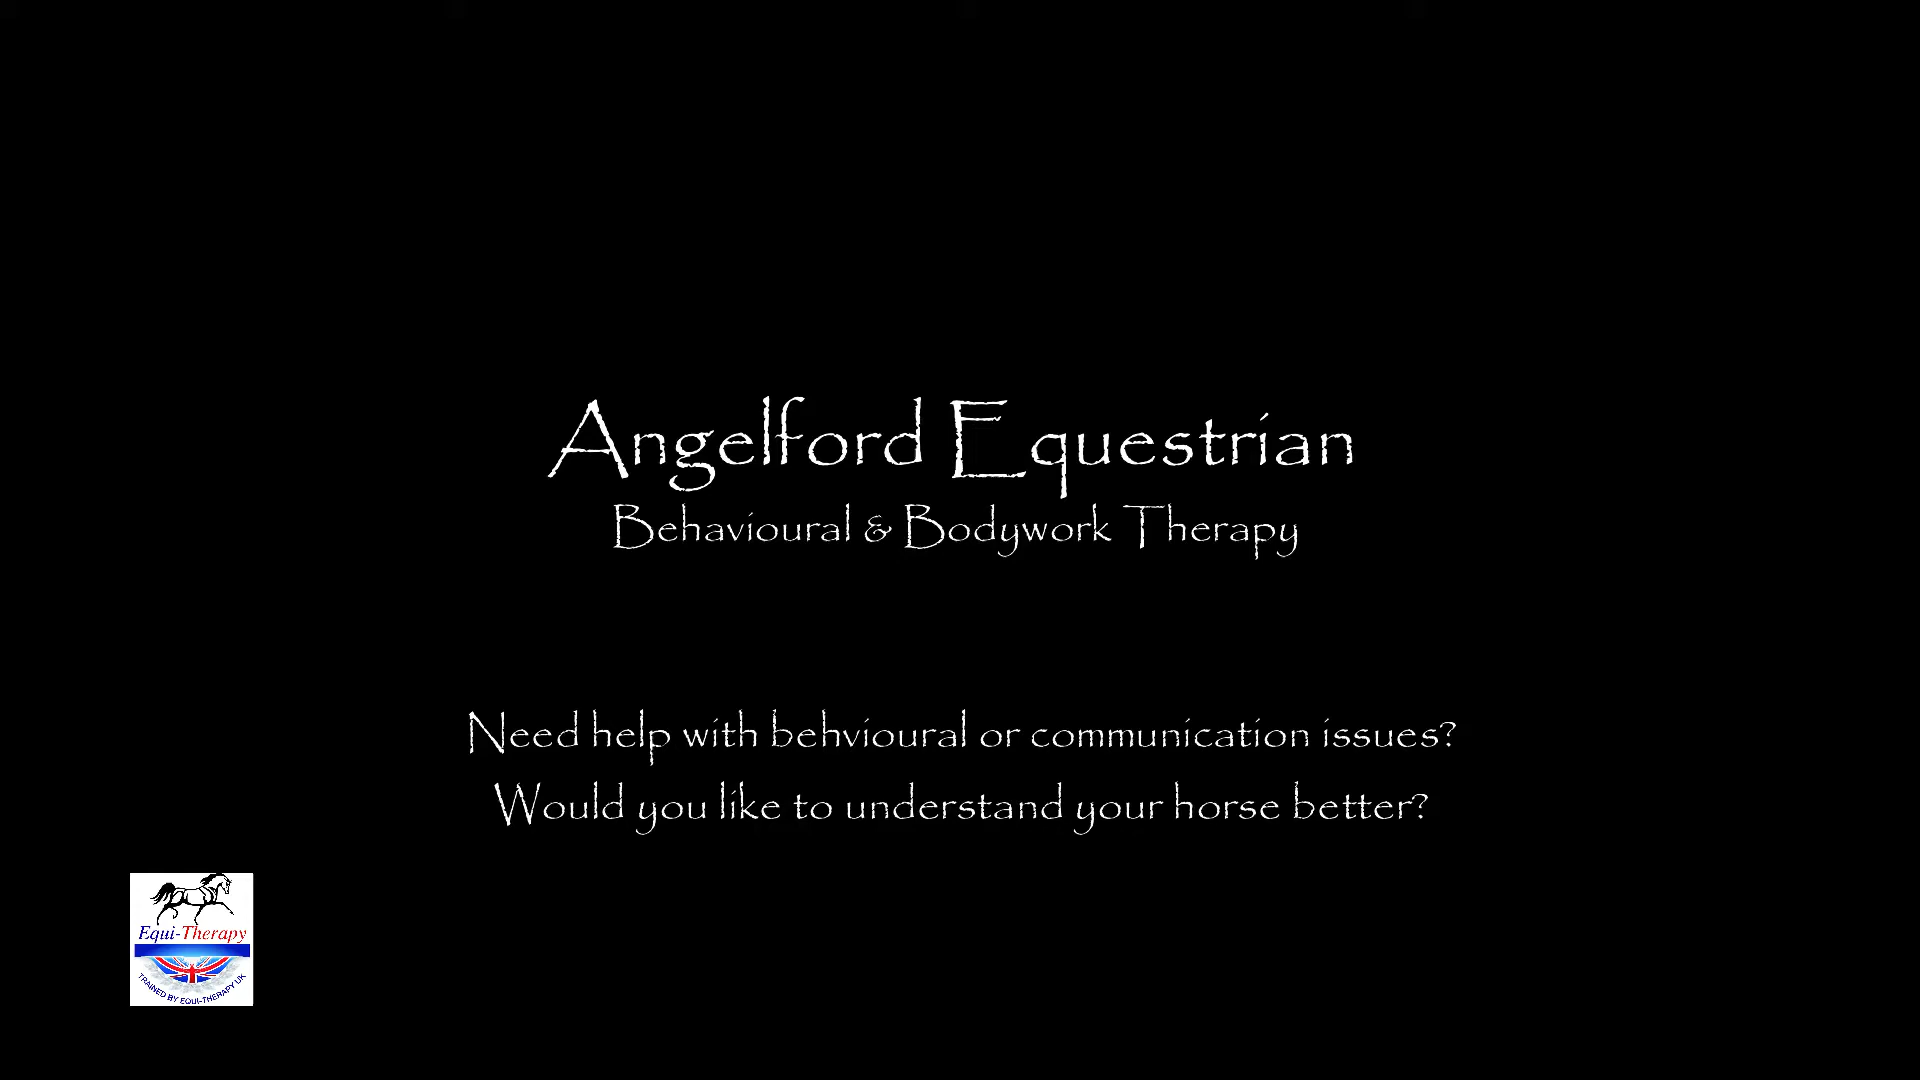 Angelford Equestrian
Behavioural & Bodywork Therapy
Need help with behvioural or communication issues?
Would you like to understand your horse better?
Equi-Therapy
TRAINED BY EQUI-THERAPY UK